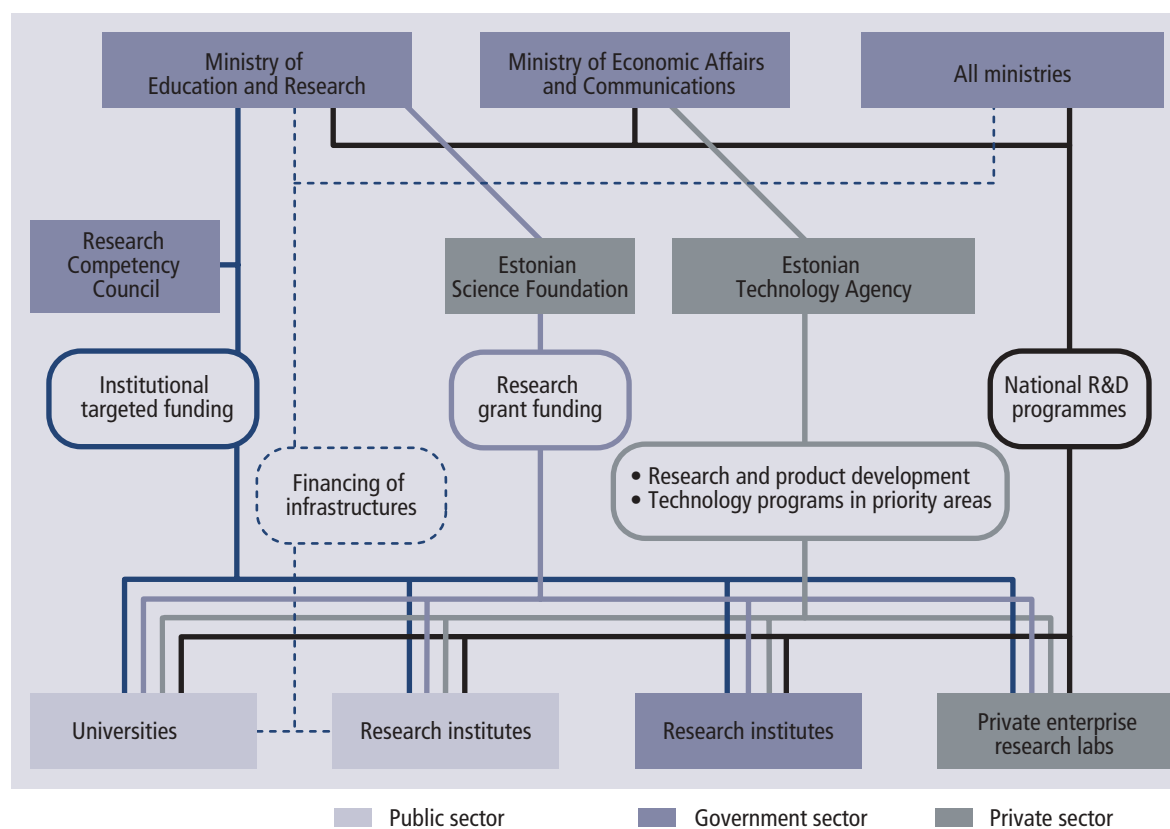 Ministry of
Education and Research
Ministry of Economic Affairs
and Communications
All ministries
Research
Competency
Council
Estonian
Science Foundation
Estonian
Technology Agency
Institutional
targeted funding
Research
grant funding
National R&D
programmes
Financing of
infrastructures
• Research and product development
• Technology programs in priority areas
Universities
Research institutes
Research institutes
Private enterprise
research labs
Public sector
Government sector
Private sector